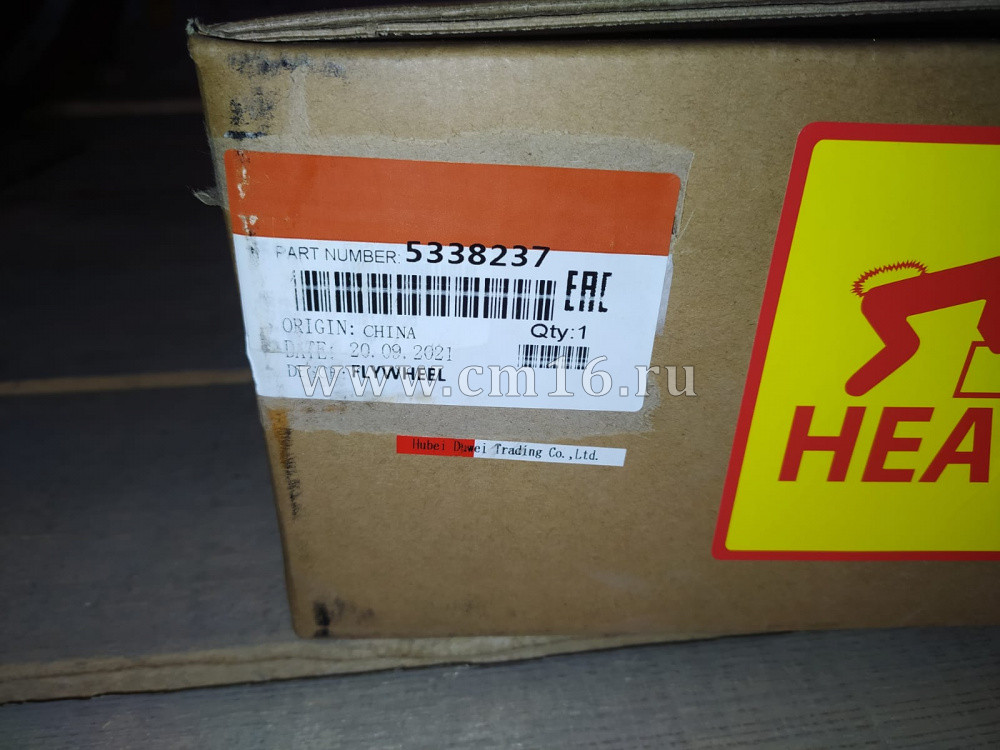 PART NUMBER: 5338237
EAC
ORIGIN: CHINA
Qty:1
DATE: 20.09.2021
FLYWHEEL
www.cm16.ru
Hubei Duwei Trading Co.,Ltd.
HEA